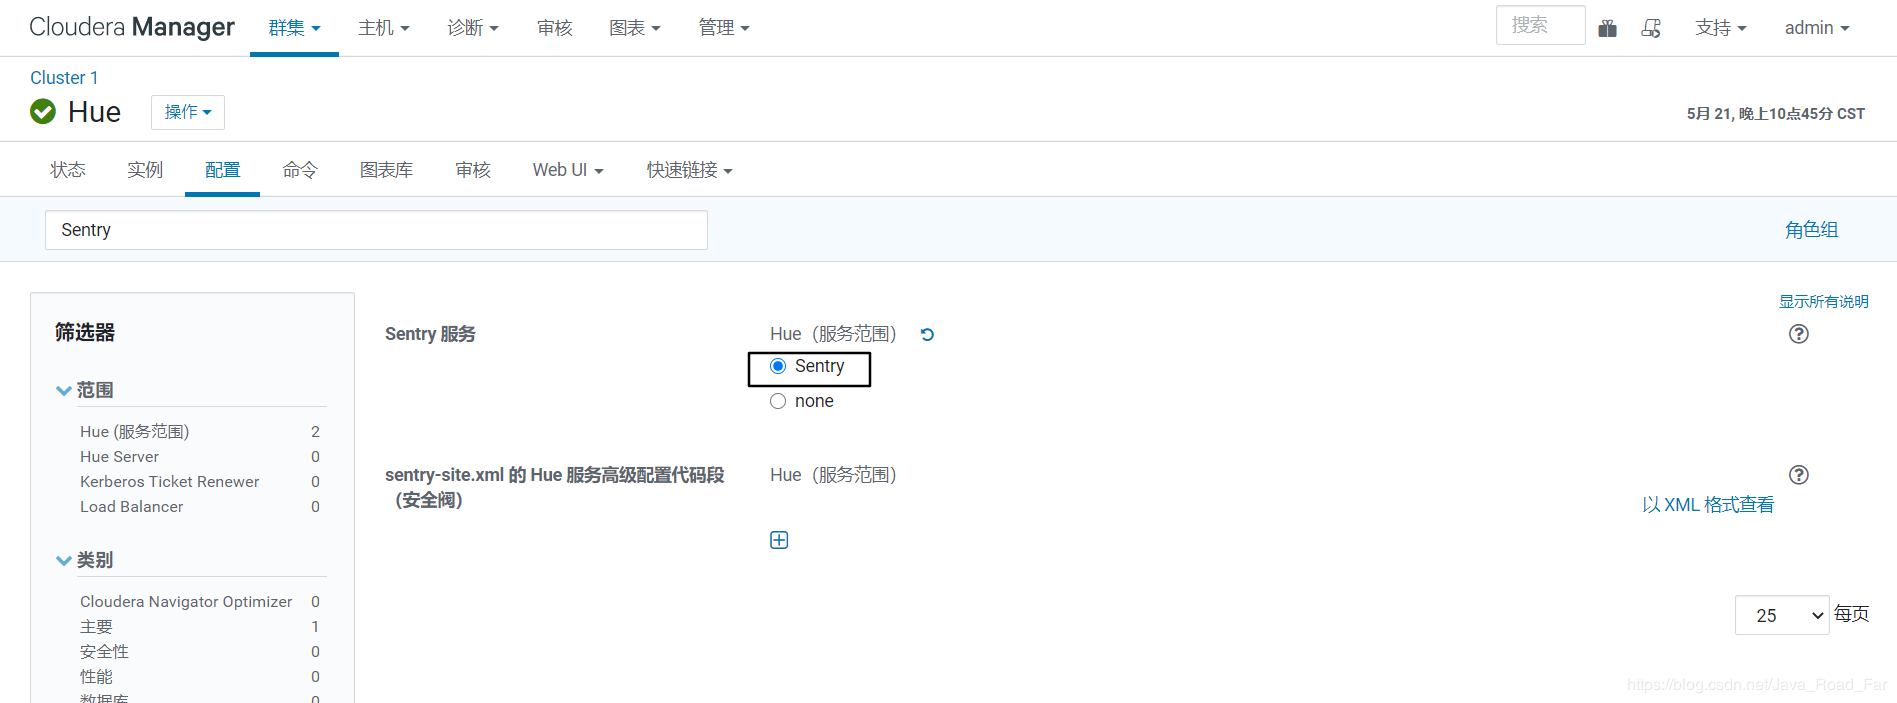 Cloudera Manager 群集 主机 诊断 审核 图表 管理 搜索 支持 admin
Cluster 1
Hue 操作 5月 21, 晚上10点45分 CST
状态 实例 配置 命令 图表库 审核 Web UI 快速链接
Sentry 角色组
显示所有说明
筛选器
Sentry 服务 Hue（服务范围）
Sentry
none
范围
Hue (服务范围) 2
Hue Server 0
Kerberos Ticket Renewer 0
Load Balancer 0
sentry-site.xml 的 Hue 服务高级配置代码段 Hue（服务范围）
（安全阀） 以 XML 格式查看
类别
Cloudera Navigator Optimizer 0
主要 1
安全性 0
性能 0
数据库 0
25 每页
https://blog.csdn.net/Java_Road_Far